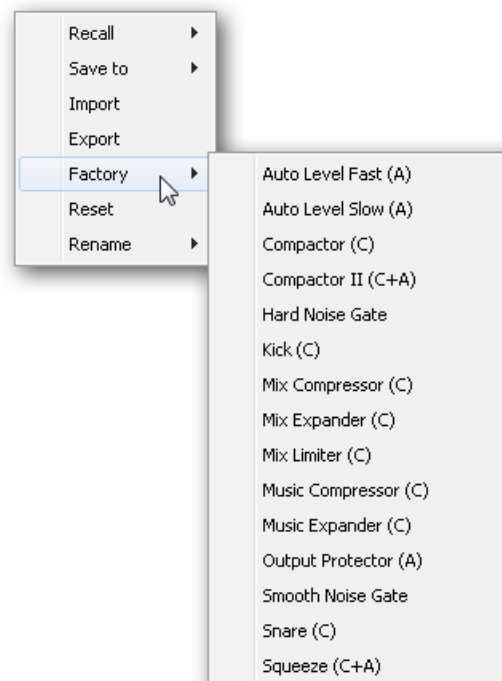 Recall
Save to
Import
Export
Factory
Reset
Rename
Auto Level Fast (A)
Auto Level Slow (A)
Compactor (C)
Compactor II (C+A)
Hard Noise Gate
Kick (C)
Mix Compressor (C)
Mix Expander (C)
Mix Limiter (C)
Music Compressor (C)
Music Expander (C)
Output Protector (A)
Smooth Noise Gate
Snare (C)
Squeeze (C+A)